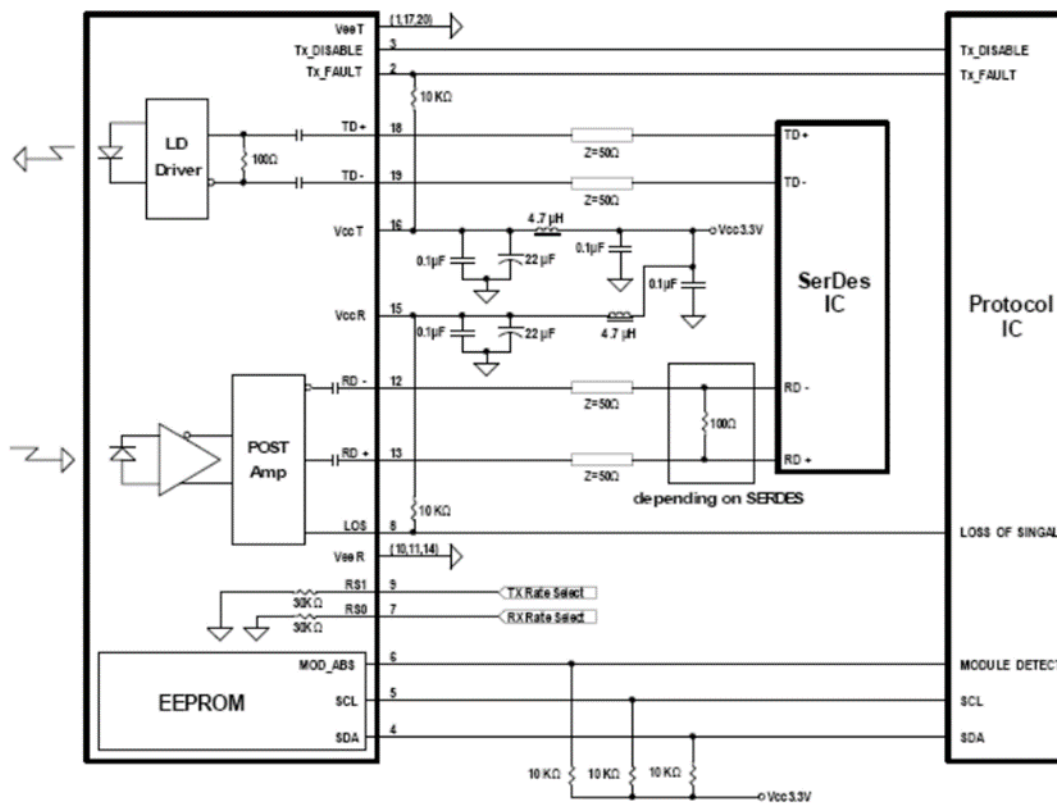 VeeT (1,17,20)
Tx_DISABLE 3 Tx_DISABLE
Tx_FAULT 2 Tx_FAULT
10 KΩ
LD Driver
100Ω
TD+ 18 Z=50Ω TD+
TD- 19 Z=50Ω TD-
VccT 16 4.7 µH Vcc3.3V
0.1µF 22 µF 0.1µF
0.1µF
SerDes IC
Protocol IC
VccR 15
0.1µF 22 µF 4.7 µH
RD - 12 Z=50Ω RD -
POST Amp
100Ω
RD + 13 Z=50Ω RD +
depending on SERDES
10 KΩ
LOS 8 LOSS OF SINGAL
VeeR (10,11,14)
RS1 9 TX Rate Select
30KΩ
RS0 7 RX Rate Select
30KΩ
MOD_ABS 6 MODULE DETECT
EEPROM
SCL 5 SCL
SDA 4 SDA
10 KΩ 10 KΩ 10 KΩ
Vcc3.3V